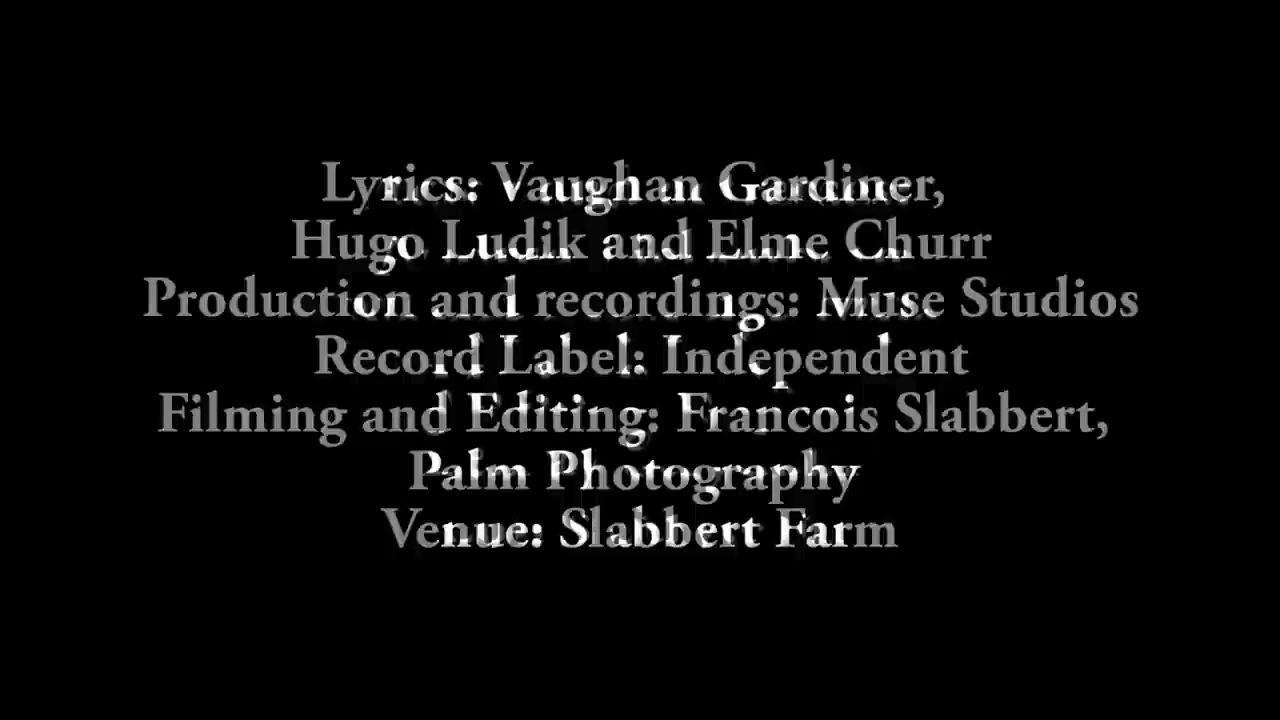 Lyrics: Vaughan Gardiner,
Hugo Ludik and Elme Churr
Production and recordings: Muse Studios
Record Label: Independent
Filming and Editing: Francois Slabbert,
Palm Photography
Venue: Slabbert Farm